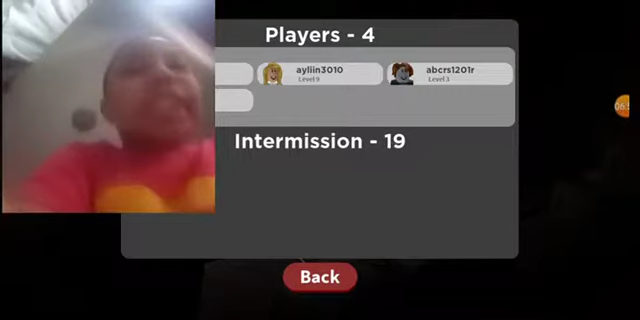 Players - 4
ayliin3010
abcrs1201r
Level 9
Level 3
Intermission - 19
Back